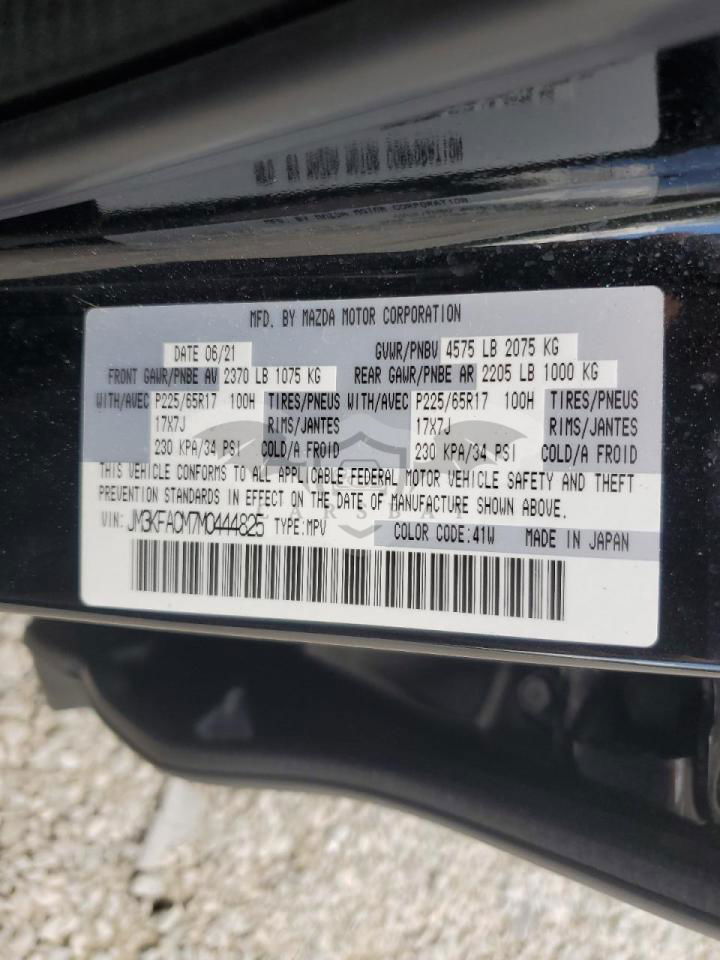 MFD. BY MAZDA MOTOR CORPORATION
DATE 06/21 GVWR/PNBV 4575 LB 2075 KG
FRONT GAWR/PNBE AV 2370 LB 1075 KG REAR GAWR/PNBE AR 2205 LB 1000 KG
WITH/AVEC P225/65R17 100H TIRES/PNEUS WITH/AVEC P225/65R17 100H TIRES/PNEUS
17X7J RIMS/JANTES 17X7J RIMS/JANTES
230 KPA/34 PSI COLD/A FROID 230 KPA/34 PSI COLD/A FROID
THIS VEHICLE CONFORMS TO ALL APPLICABLE FEDERAL MOTOR VEHICLE SAFETY AND THEFT
PREVENTION STANDARDS IN EFFECT ON THE DATE OF MANUFACTURE SHOWN ABOVE.
VIN: JM3KFACM7M0444825 TYPE:MPV COLOR CODE:41W MADE IN JAPAN